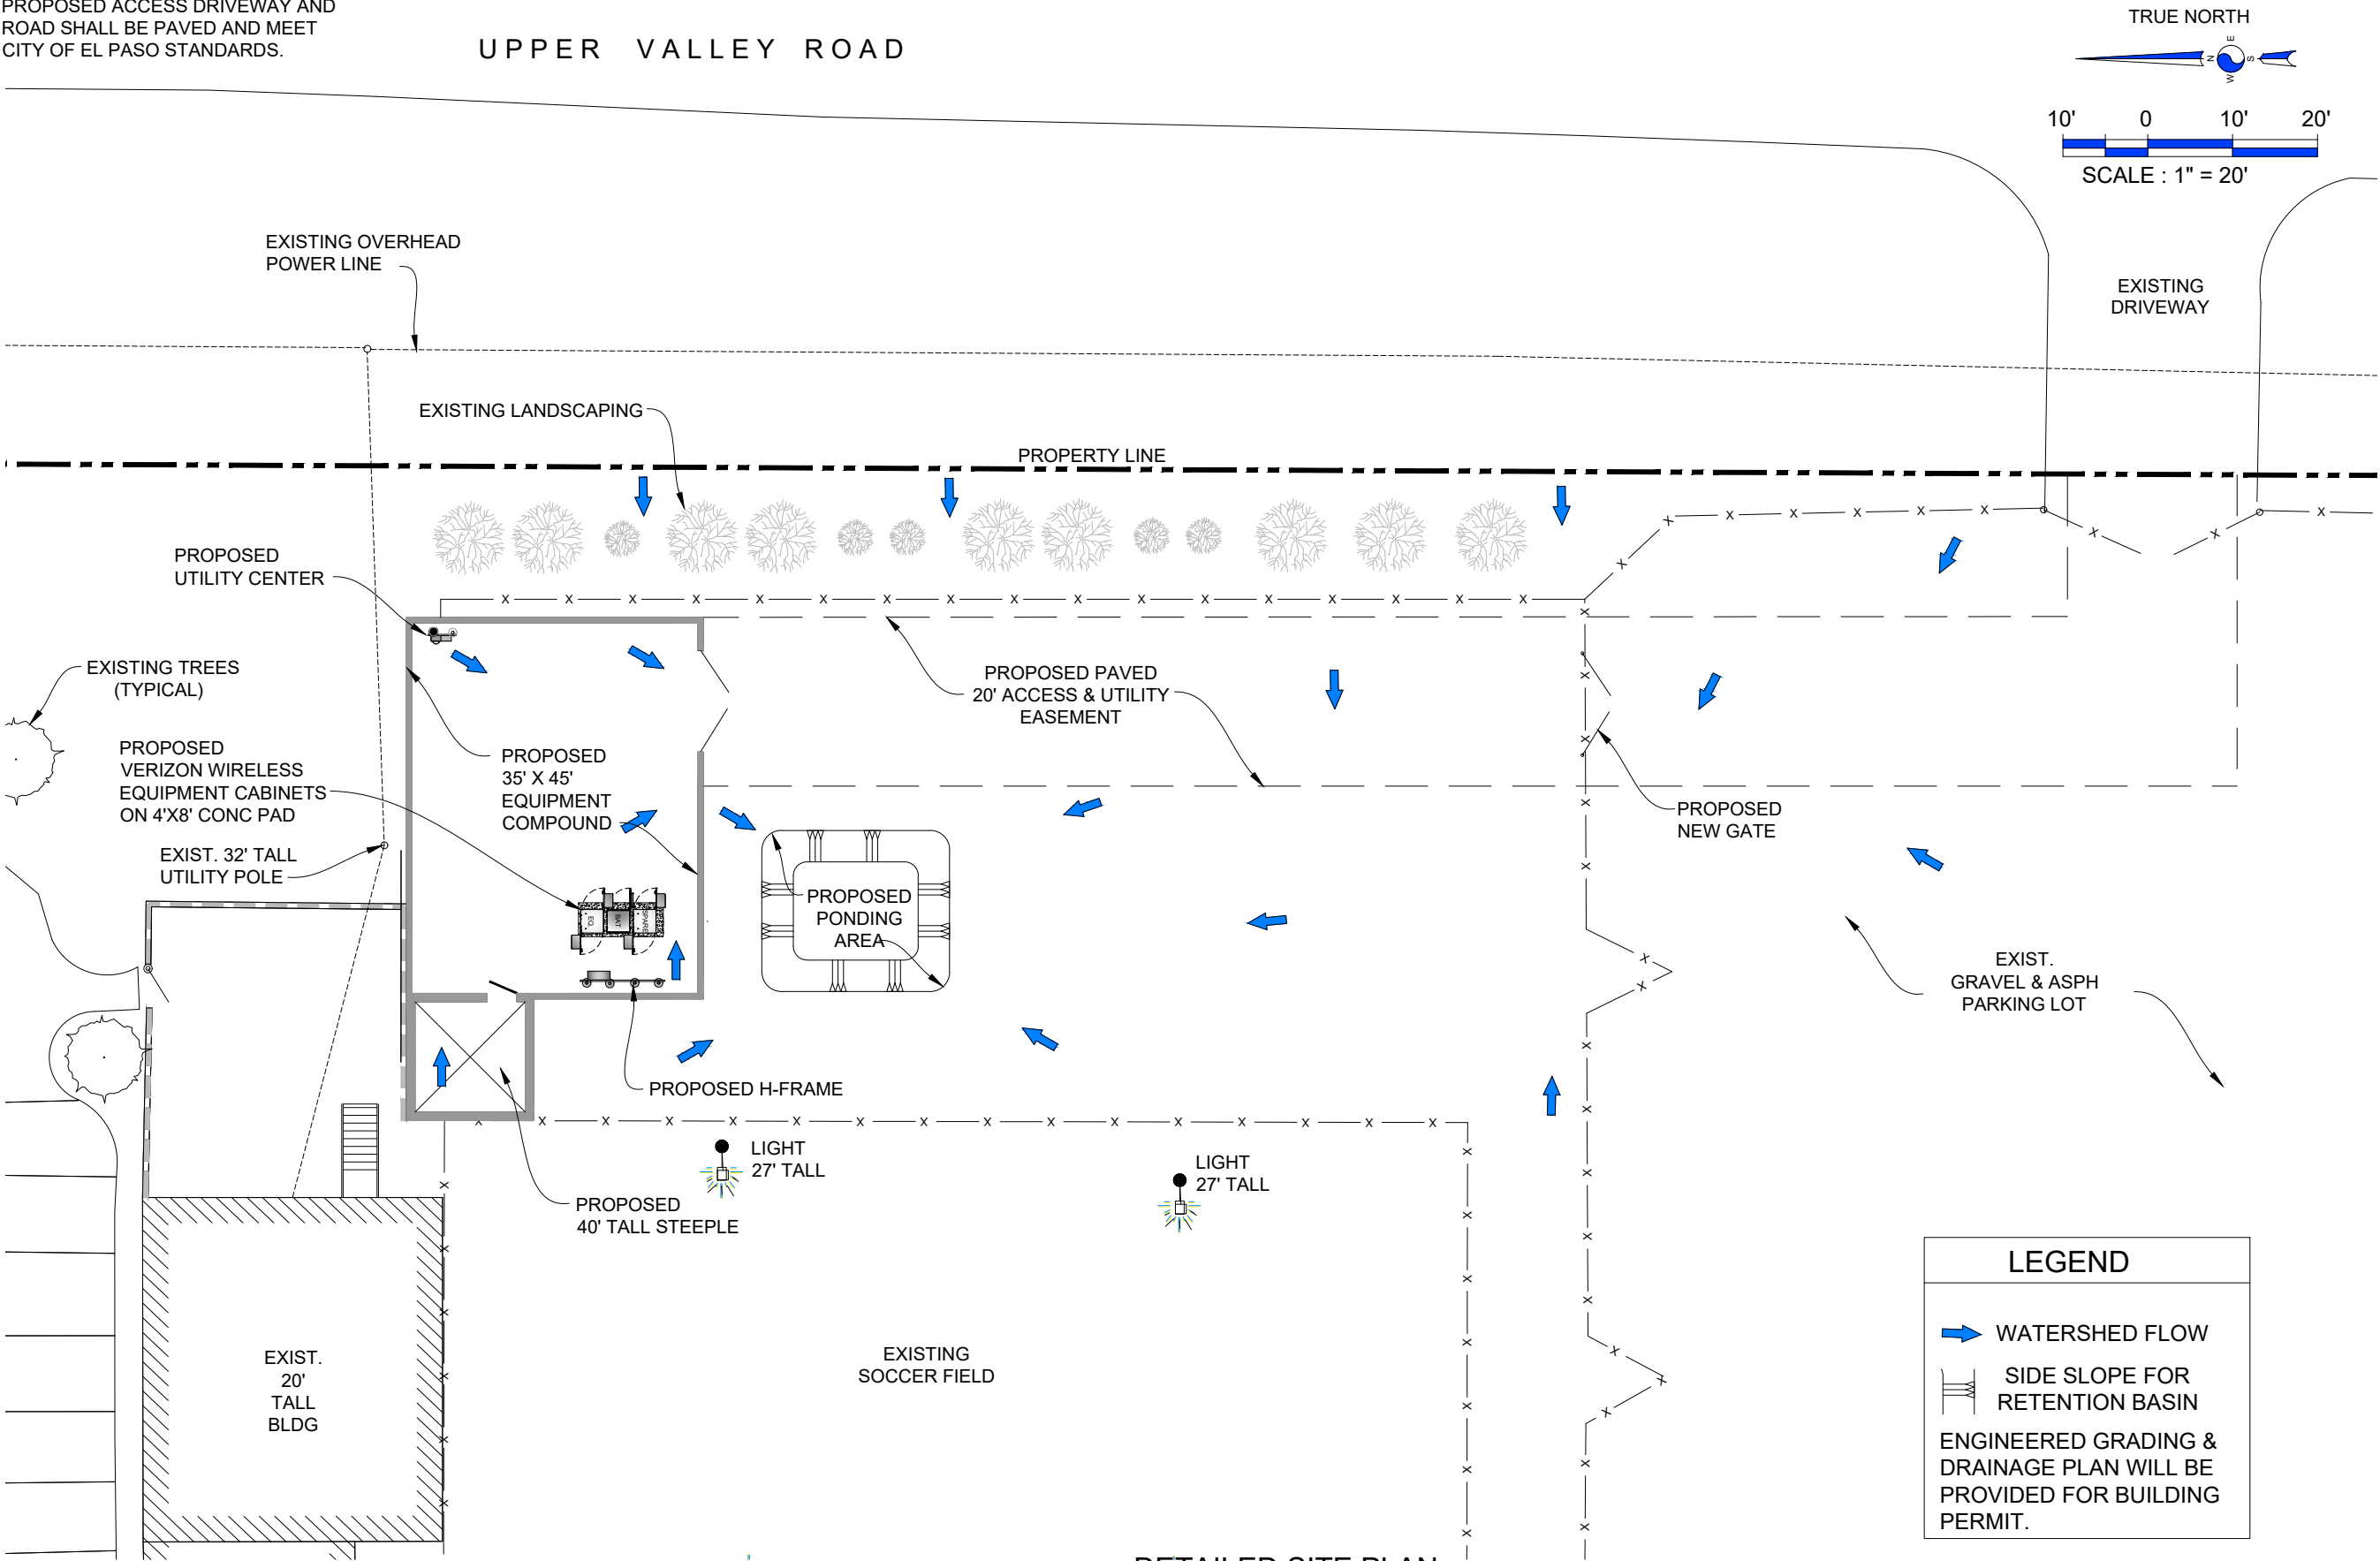 PROPOSED ACCESS DRIVEWAY AND
ROAD SHALL BE PAVED AND MEET
CITY OF EL PASO STANDARDS.
UPPER VALLEY ROAD
TRUE NORTH
N
E
S
W
10' 0 10' 20'
SCALE : 1" = 20'
EXISTING OVERHEAD
POWER LINE
EXISTING
DRIVEWAY
EXISTING LANDSCAPING
PROPERTY LINE
PROPOSED
UTILITY CENTER
EXISTING TREES
(TYPICAL)
PROPOSED PAVED
20' ACCESS & UTILITY
EASEMENT
PROPOSED
VERIZON WIRELESS
EQUIPMENT CABINETS
ON 4'X8' CONC PAD
PROPOSED
35' X 45'
EQUIPMENT
COMPOUND
PROPOSED
NEW GATE
EXIST. 32' TALL
UTILITY POLE
EQ
BAT
SPARE
PROPOSED
PONDING
AREA
EXIST.
GRAVEL & ASPH
PARKING LOT
PROPOSED H-FRAME
LIGHT
27' TALL
LIGHT
27' TALL
PROPOSED
40' TALL STEEPLE
EXIST.
20'
TALL
BLDG
EXISTING
SOCCER FIELD
LEGEND
WATERSHED FLOW
SIDE SLOPE FOR
RETENTION BASIN
ENGINEERED GRADING &
DRAINAGE PLAN WILL BE
PROVIDED FOR BUILDING
PERMIT.
DETAILED SITE PLAN